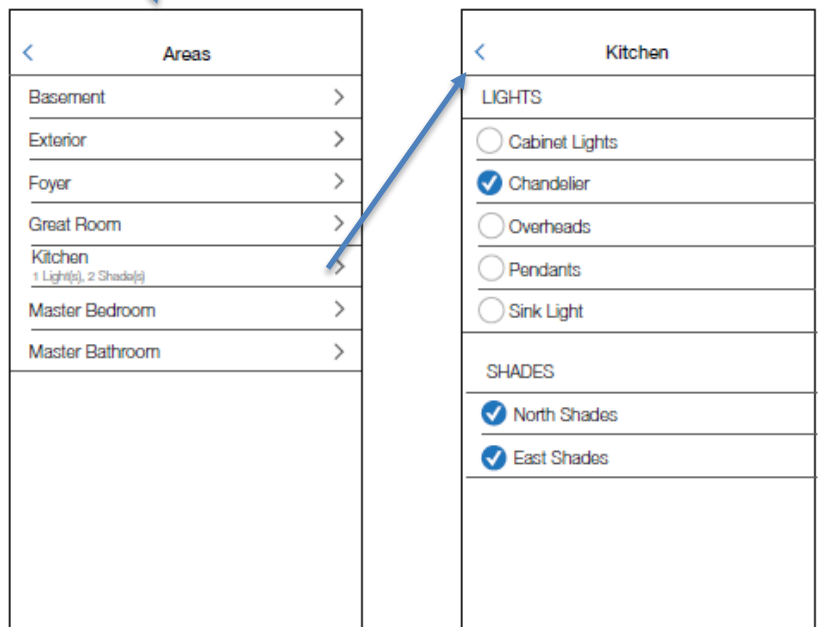 Areas
Basement
Exterior
Foyer
Great Room
Kitchen
1 Light(s), 2 Shade(s)
Master Bedroom
Master Bathroom
Kitchen
LIGHTS
Cabinet Lights
Chandelier
Overheads
Pendants
Sink Light
SHADES
North Shades
East Shades